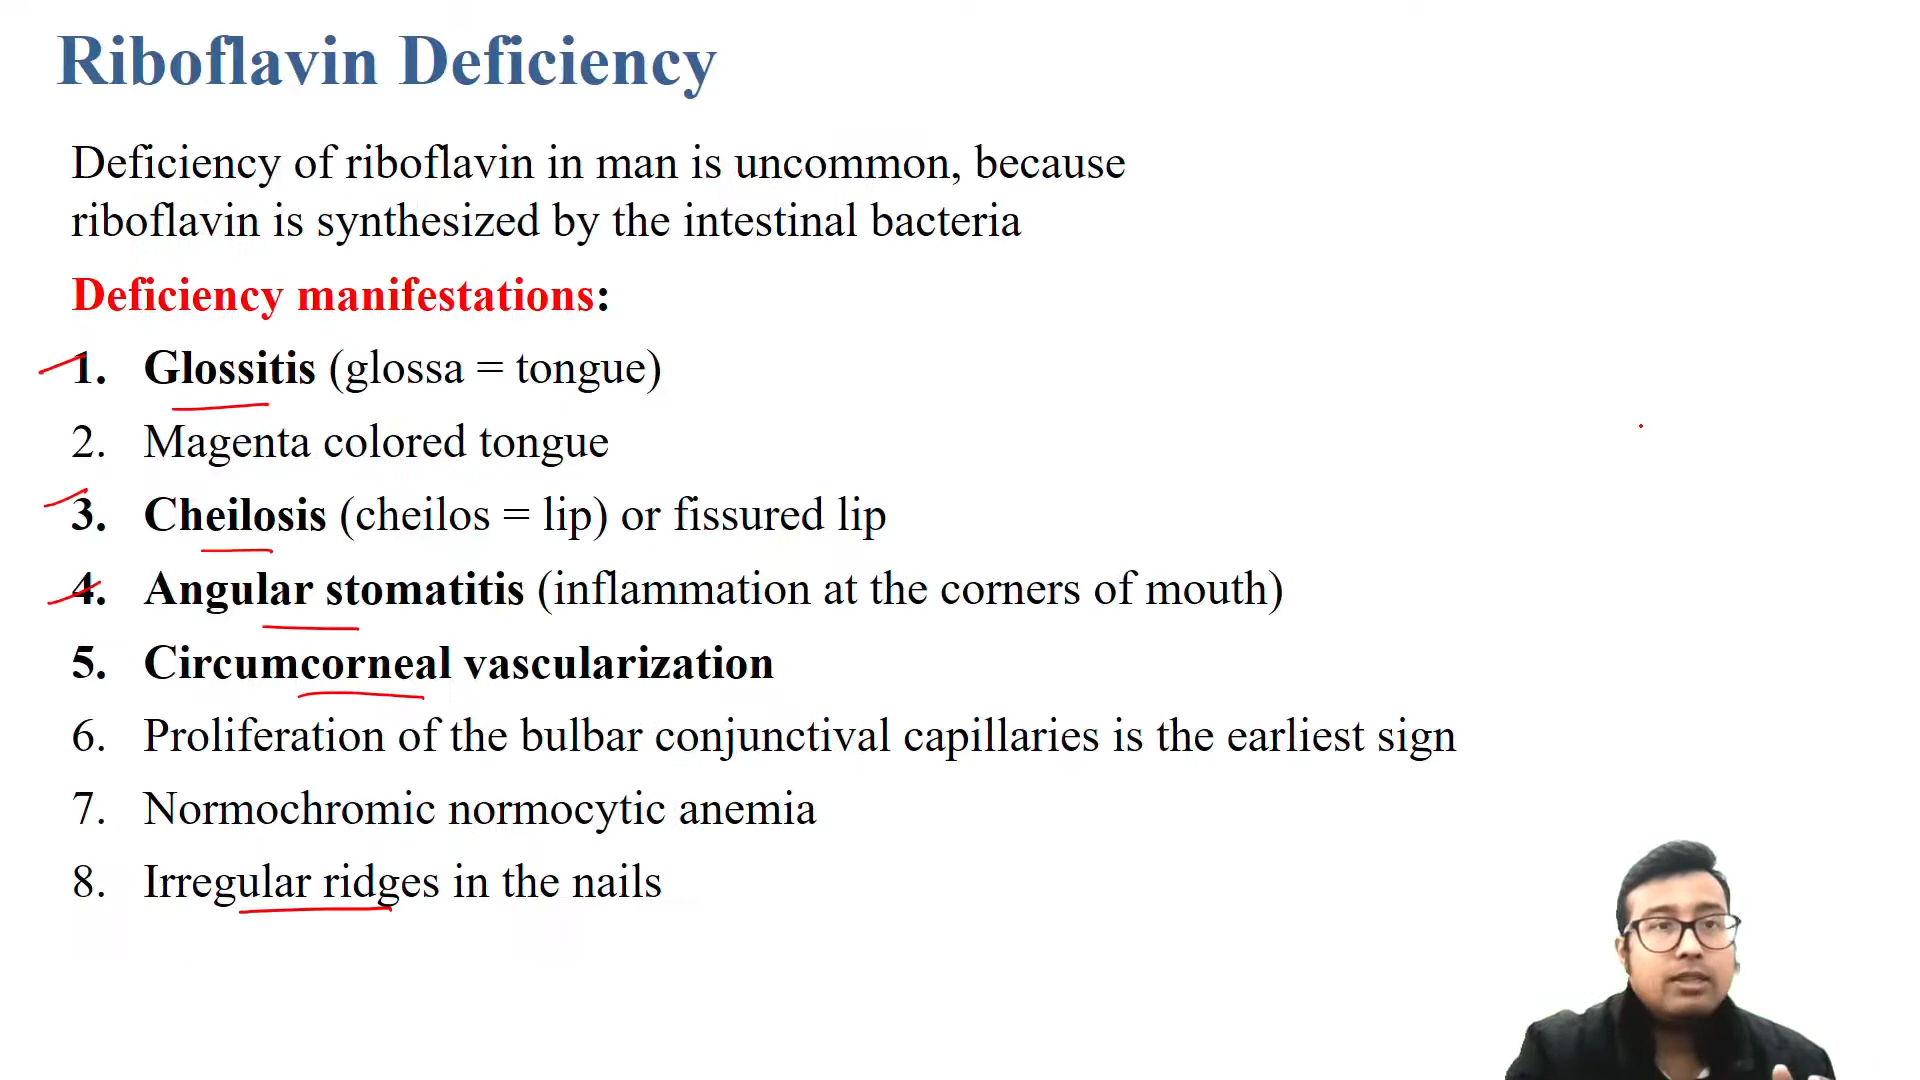 Riboflavin Deficiency
Deficiency of riboflavin in man is uncommon, because
riboflavin is synthesized by the intestinal bacteria
Deficiency manifestations:
1. Glossitis (glossa = tongue)
2. Magenta colored tongue
3. Cheilosis (cheilos = lip) or fissured lip
4. Angular stomatitis (inflammation at the corners of mouth)
5. Circumcorneal vascularization
6. Proliferation of the bulbar conjunctival capillaries is the earliest sign
7. Normochromic normocytic anemia
8. Irregular ridges in the nails